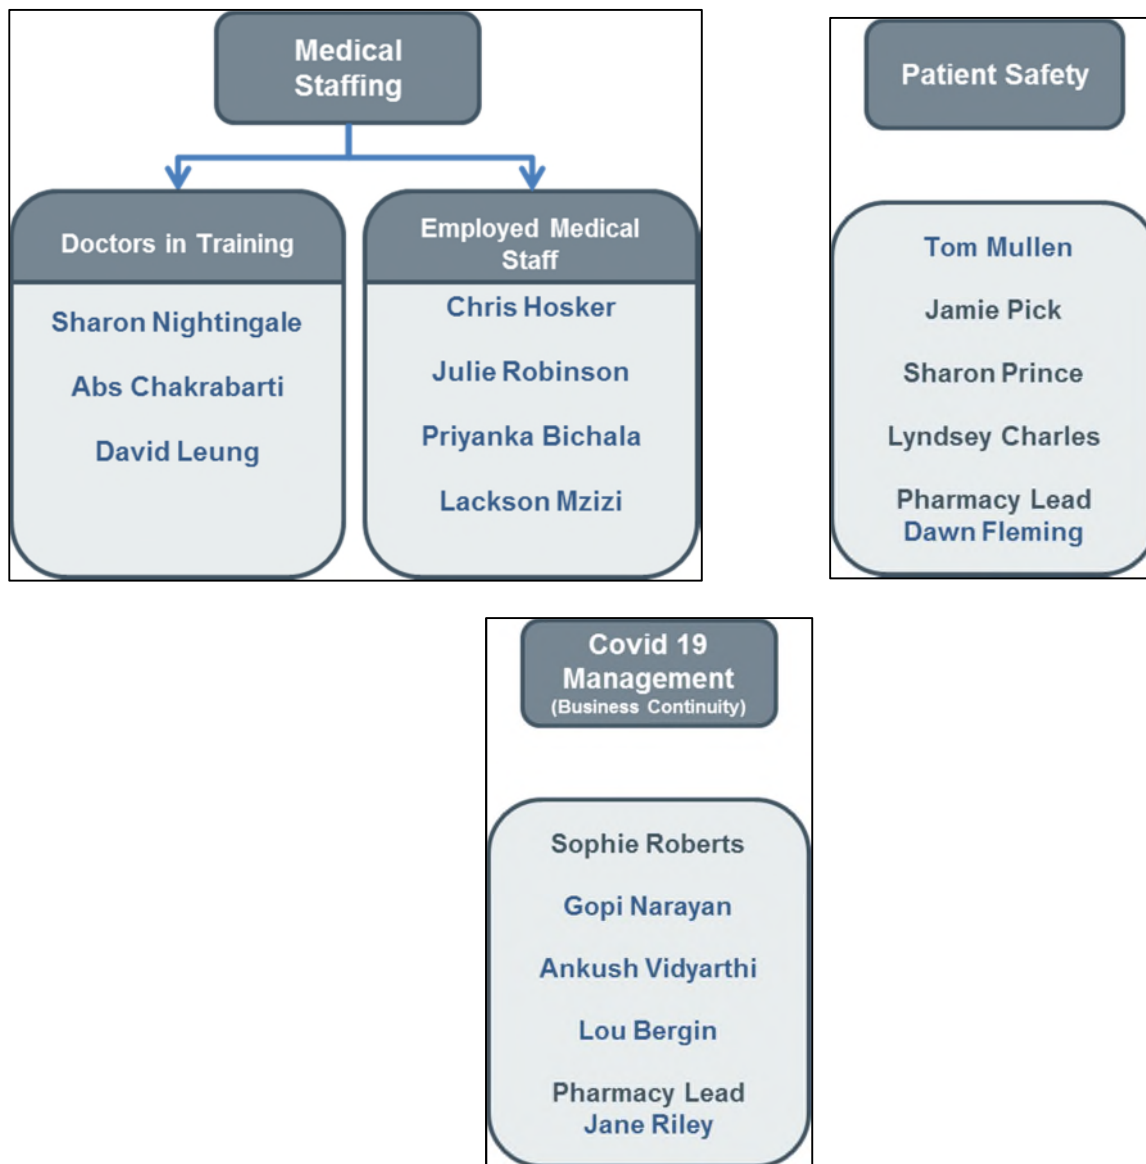 Medical
Staffing
Doctors in Training
Sharon Nightingale
Abs Chakrabarti
David Leung
Employed Medical
Staff
Chris Hosker
Julie Robinson
Priyanka Bichala
Lackson Mzizi
Patient Safety
Tom Mullen
Jamie Pick
Sharon Prince
Lyndsey Charles
Pharmacy Lead
Dawn Fleming
Covid 19
Management
(Business Continuity)
Sophie Roberts
Gopi Narayan
Ankush Vidyarthi
Lou Bergin
Pharmacy Lead
Jane Riley